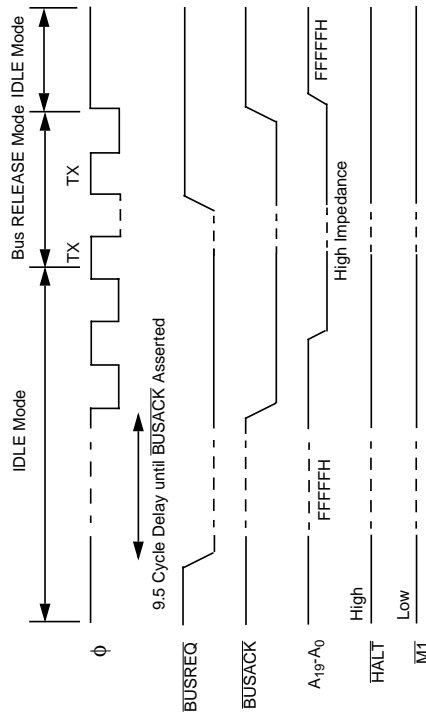 IDLE Mode
Bus RELEASE Mode
IDLE Mode
ϕ
TX
TX
9.5 Cycle Delay until BUSACK Asserted
BUSREQ
BUSACK
A19-A0
FFFFFH
High Impedance
FFFFFH
HALT
High
M1
Low